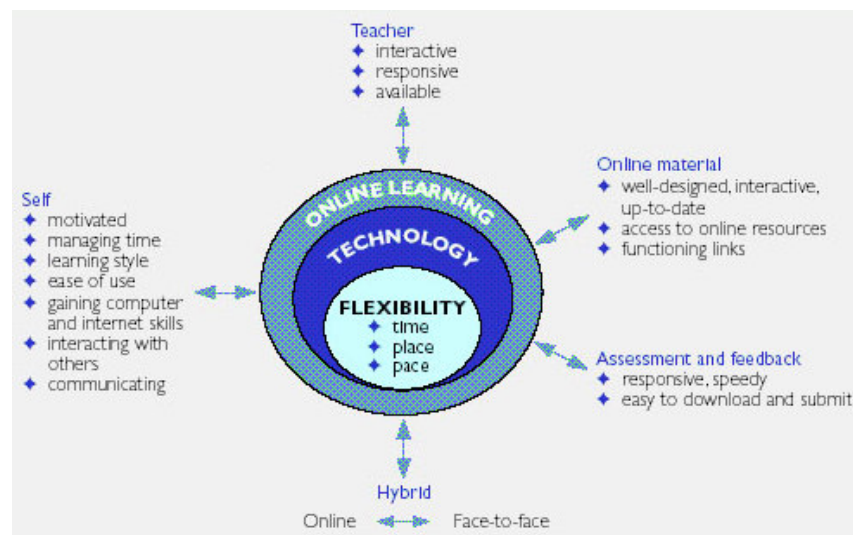 Teacher
✦ interactive
✦ responsive
✦ available
Self
✦ motivated
✦ managing time
✦ learning style
✦ ease of use
✦ gaining computer
and internet skills
✦ interacting with
others
✦ communicating
ONLINE LEARNING
TECHNOLOGY
FLEXIBILITY
✦ time
✦ place
✦ pace
Online material
✦ well-designed, interactive,
up-to-date
✦ access to online resources
✦ functioning links
Assessment and feedback
✦ responsive, speedy
✦ easy to download and submit
Hybrid
Online Face-to-face